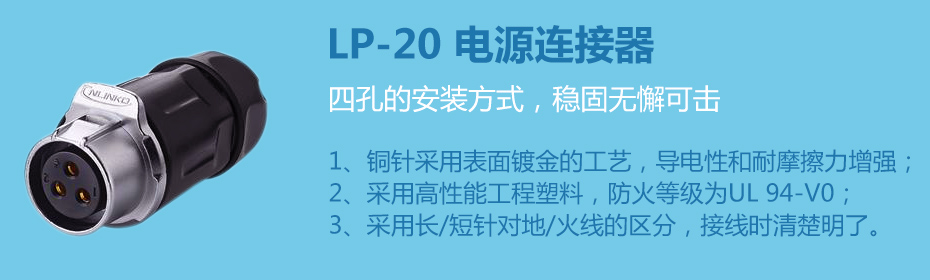 LP-20 电源连接器
四孔的安装方式，稳固无懈可击
1、铜针采用表面镀金的工艺，导电性和耐摩擦力增强；
2、采用高性能工程塑料，防火等级为UL 94-V0；
3、采用长/短针对地/火线的区分，接线时清楚明了。
CNLINKO